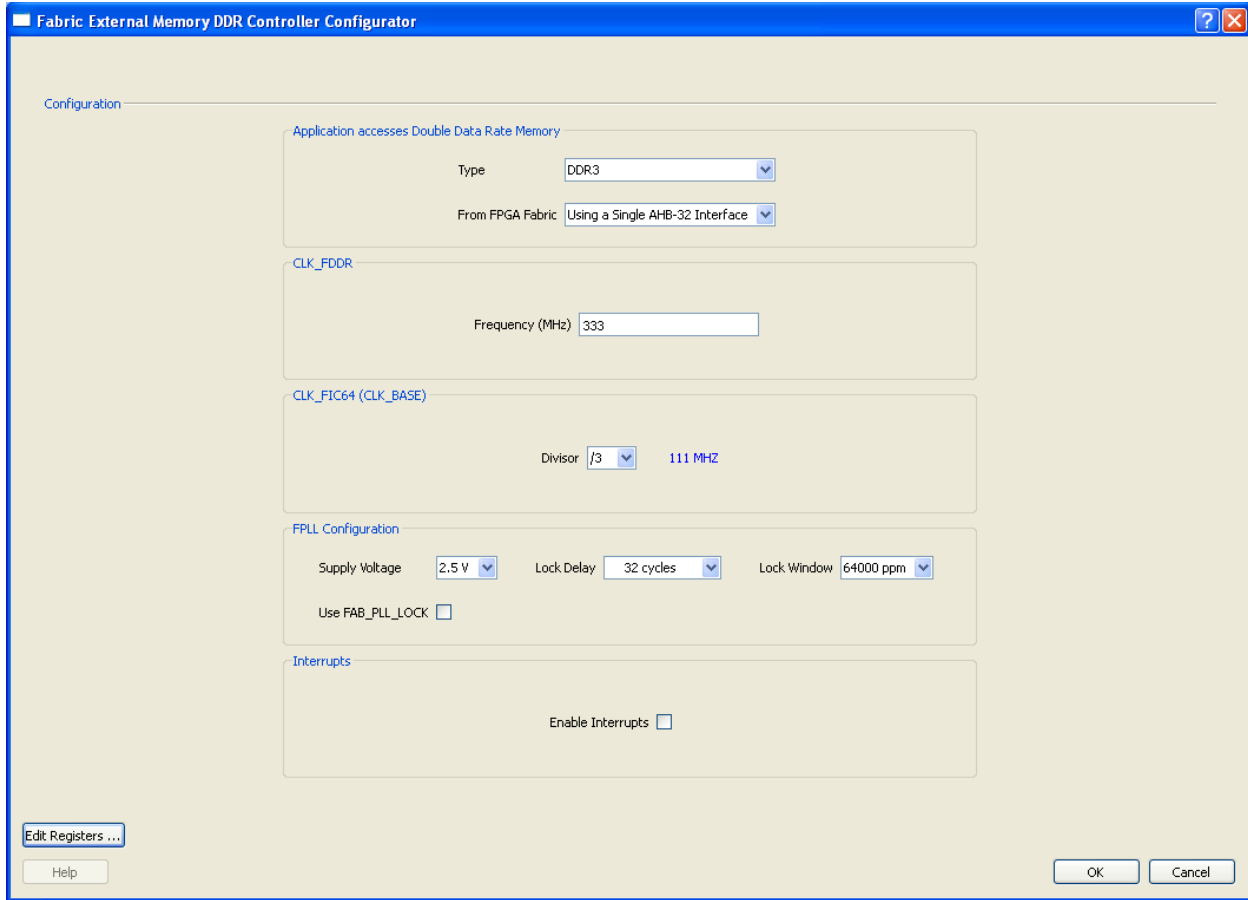 Fabric External Memory DDR Controller Configurator
Configuration
Application accesses Double Data Rate Memory
Type DDR3
From FPGA Fabric Using a Single AHB-32 Interface
CLK_FDDR
Frequency (MHz) 333
CLK_FIC64 (CLK_BASE)
Divisor /3 111 MHZ
FPLL Configuration
Supply Voltage 2.5 V Lock Delay 32 cycles Lock Window 64000 ppm
Use FAB_PLL_LOCK
Interrupts
Enable Interrupts
Edit Registers ...
Help OK Cancel